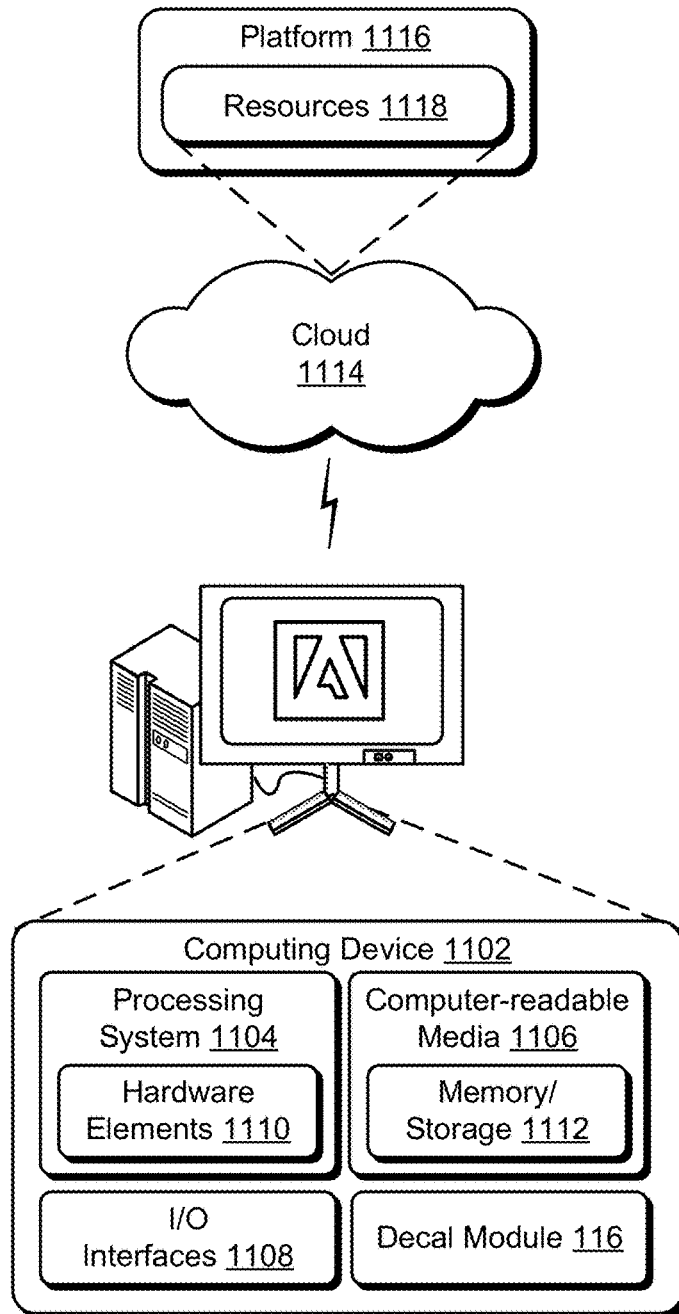 Platform 1116
Resources 1118
Cloud
1114
Computing Device 1102
Processing
System 1104
Hardware
Elements 1110
Computer-readable
Media 1106
Memory/
Storage 1112
I/O
Interfaces 1108
Decal Module 116